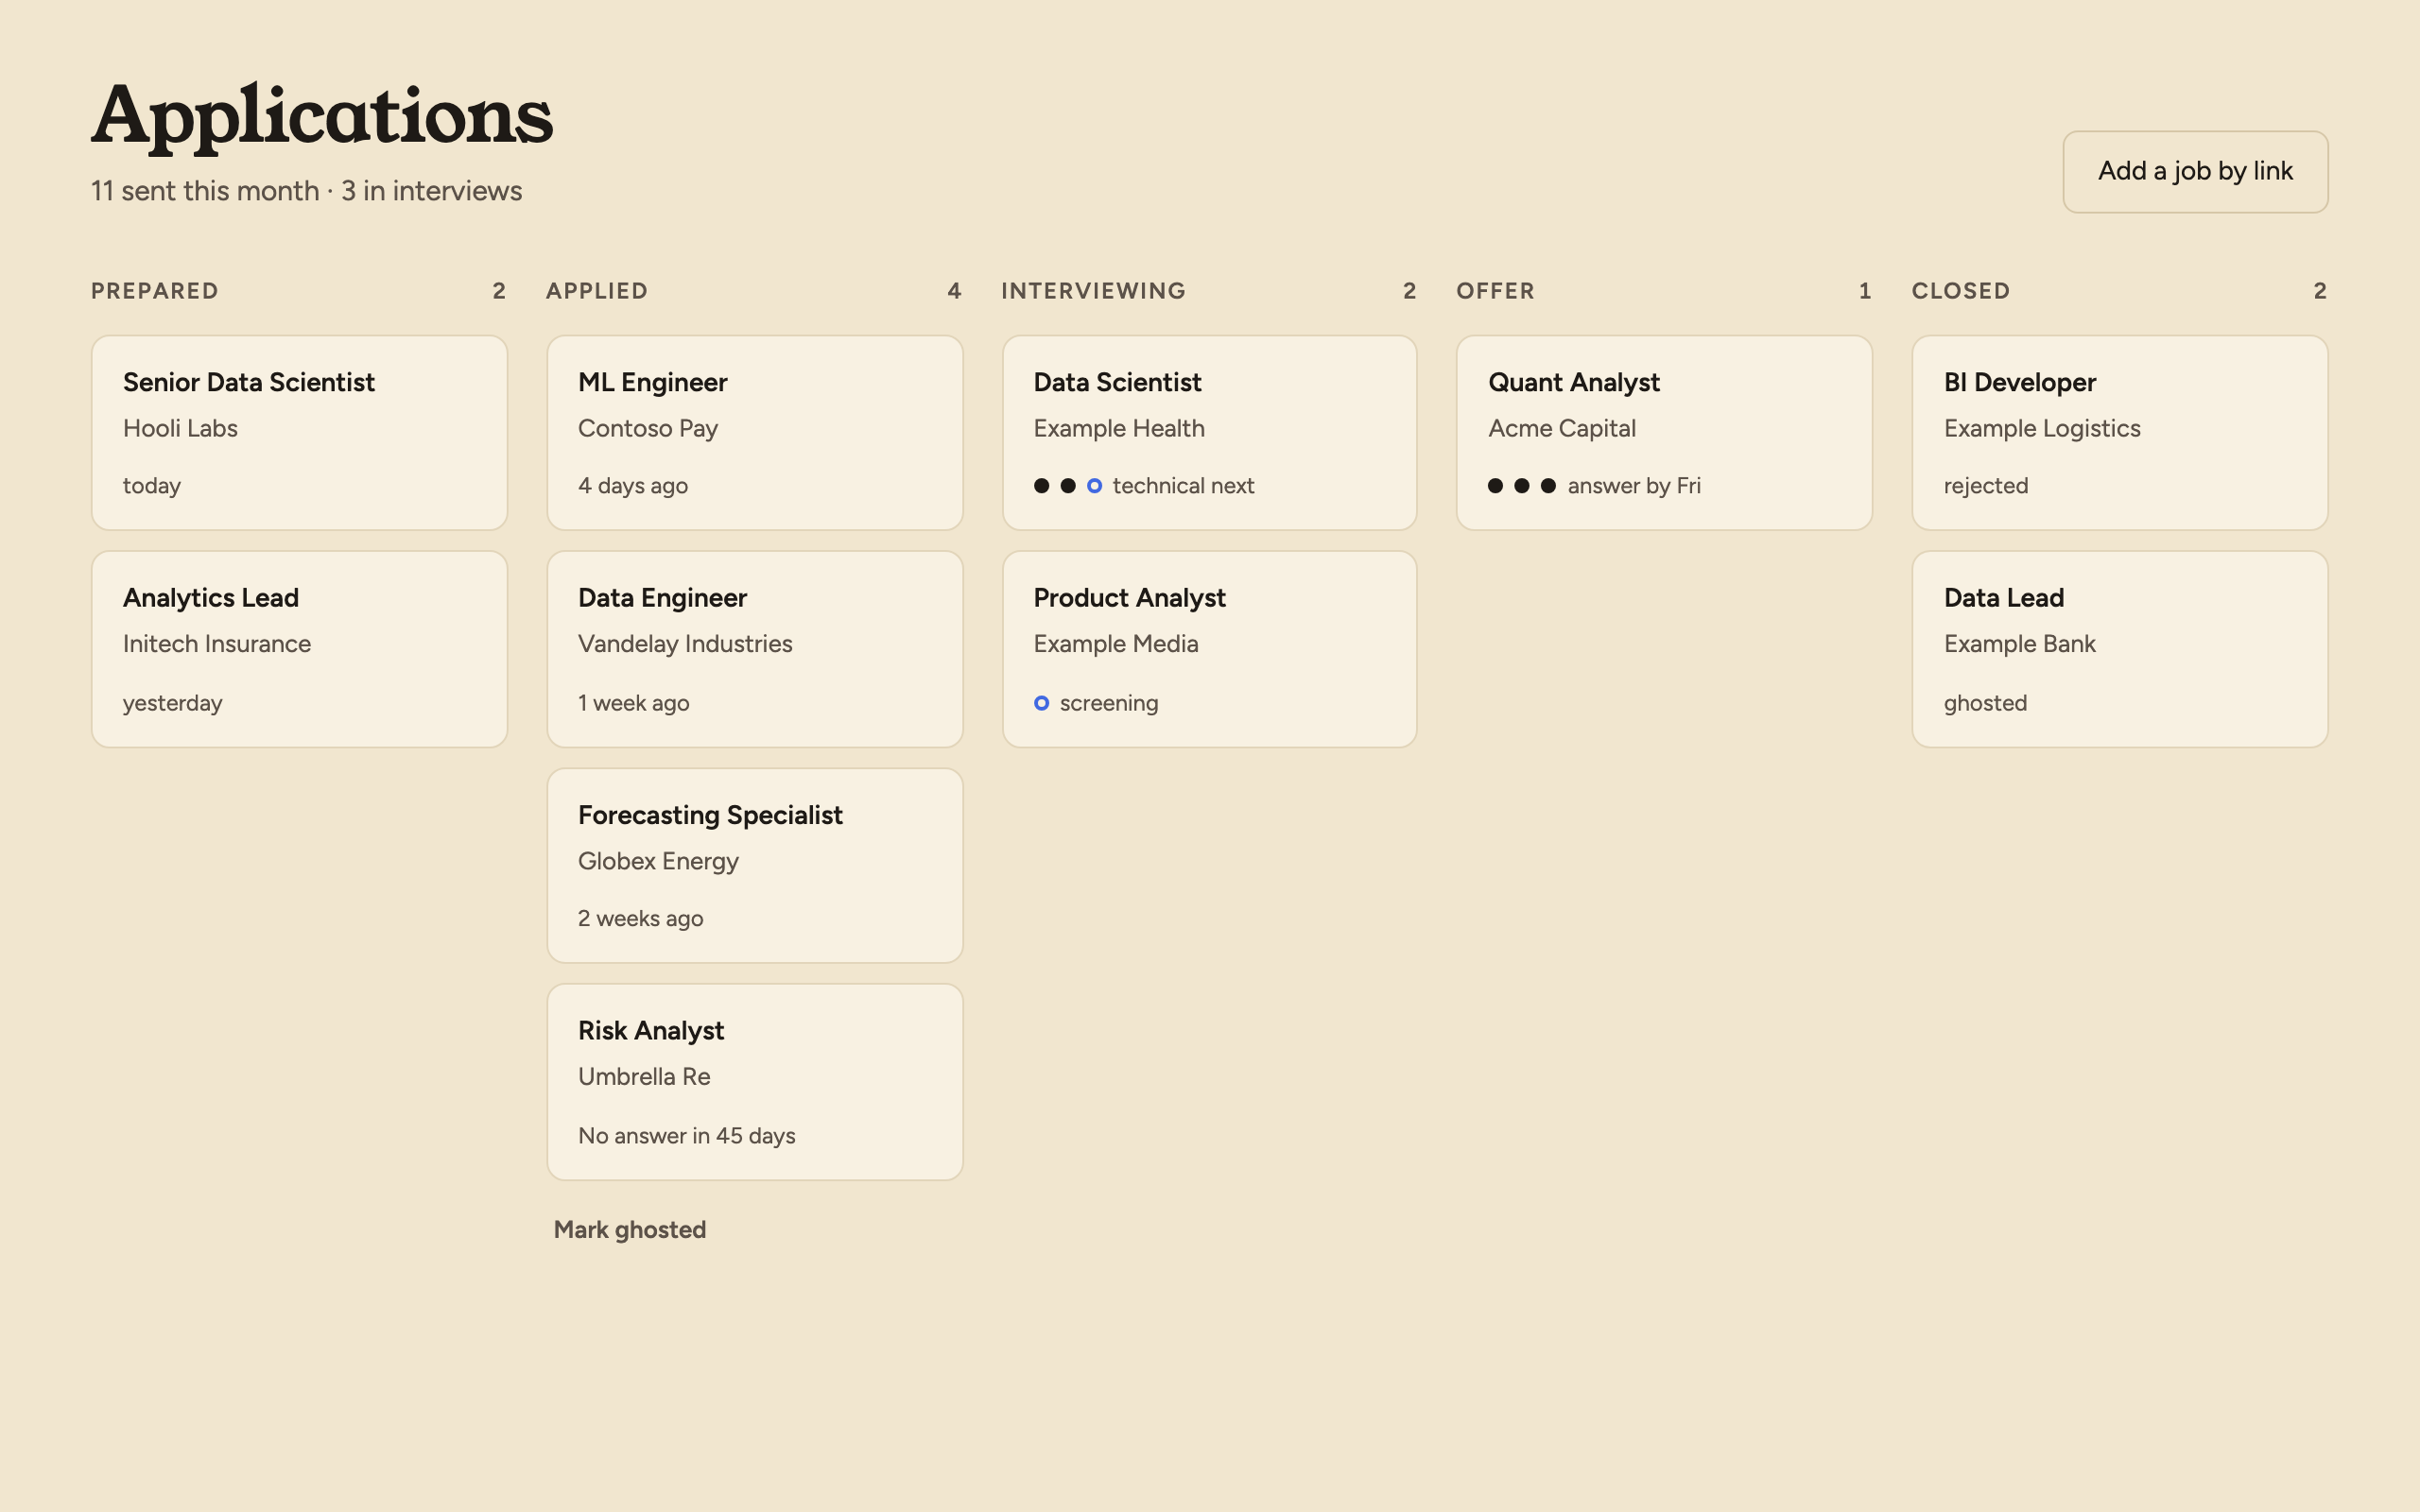 Applications
11 sent this month · 3 in interviews
Add a job by link
PREPARED 2
Senior Data Scientist
Hooli Labs
today
Analytics Lead
Initech Insurance
yesterday
APPLIED 4
ML Engineer
Contoso Pay
4 days ago
Data Engineer
Vandelay Industries
1 week ago
Forecasting Specialist
Globex Energy
2 weeks ago
Risk Analyst
Umbrella Re
No answer in 45 days
Mark ghosted
INTERVIEWING 2
Data Scientist
Example Health
technical next
Product Analyst
Example Media
screening
OFFER 1
Quant Analyst
Acme Capital
answer by Fri
CLOSED 2
BI Developer
Example Logistics
rejected
Data Lead
Example Bank
ghosted